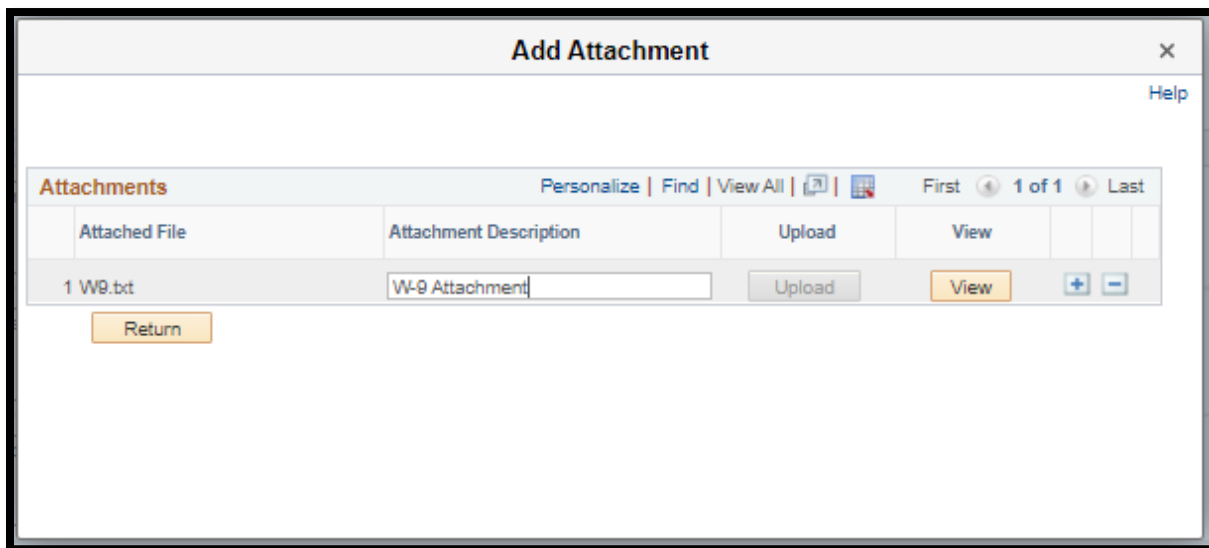 Add Attachment ×
Help
Attachments Personalize | Find | View All | | First 1 of 1 Last
Attached File Attachment Description Upload View
1 W9.txt W-9 Attachment Upload View + -
Return